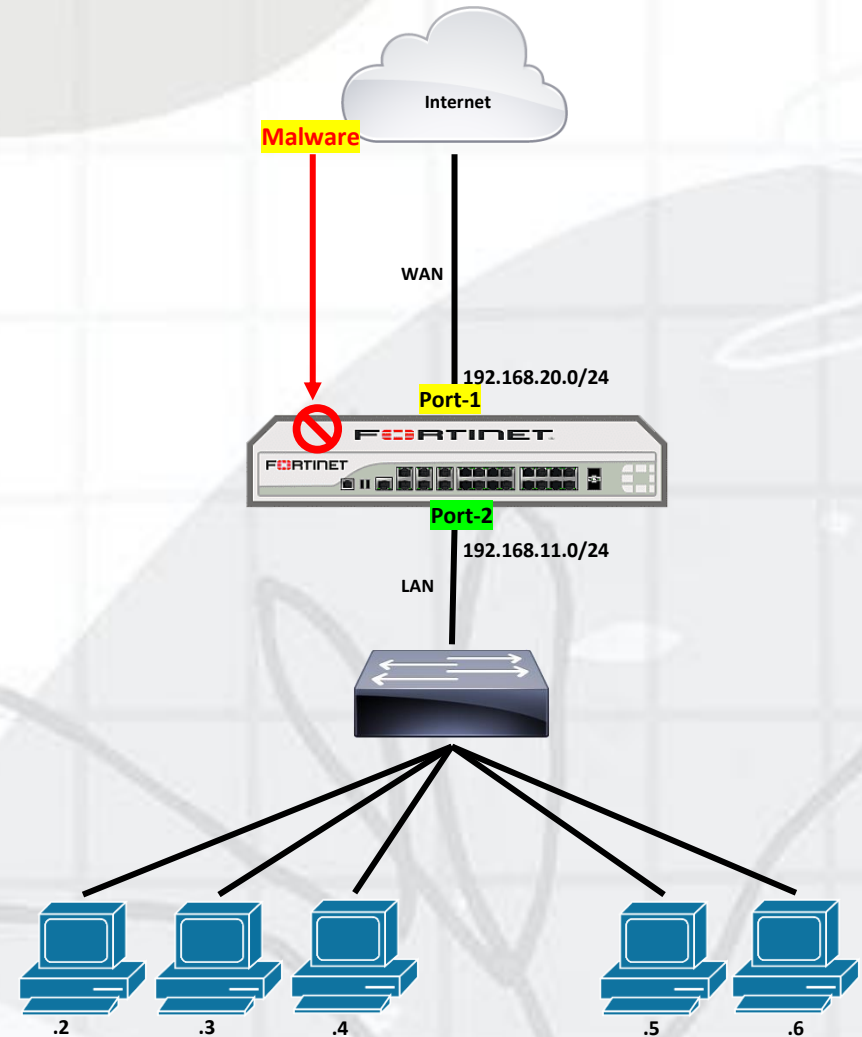 Internet
Malware
WAN
192.168.20.0/24
Port-1
FORTINET
FORTINET
Port-2
192.168.11.0/24
LAN
.2
.3
.4
.5
.6